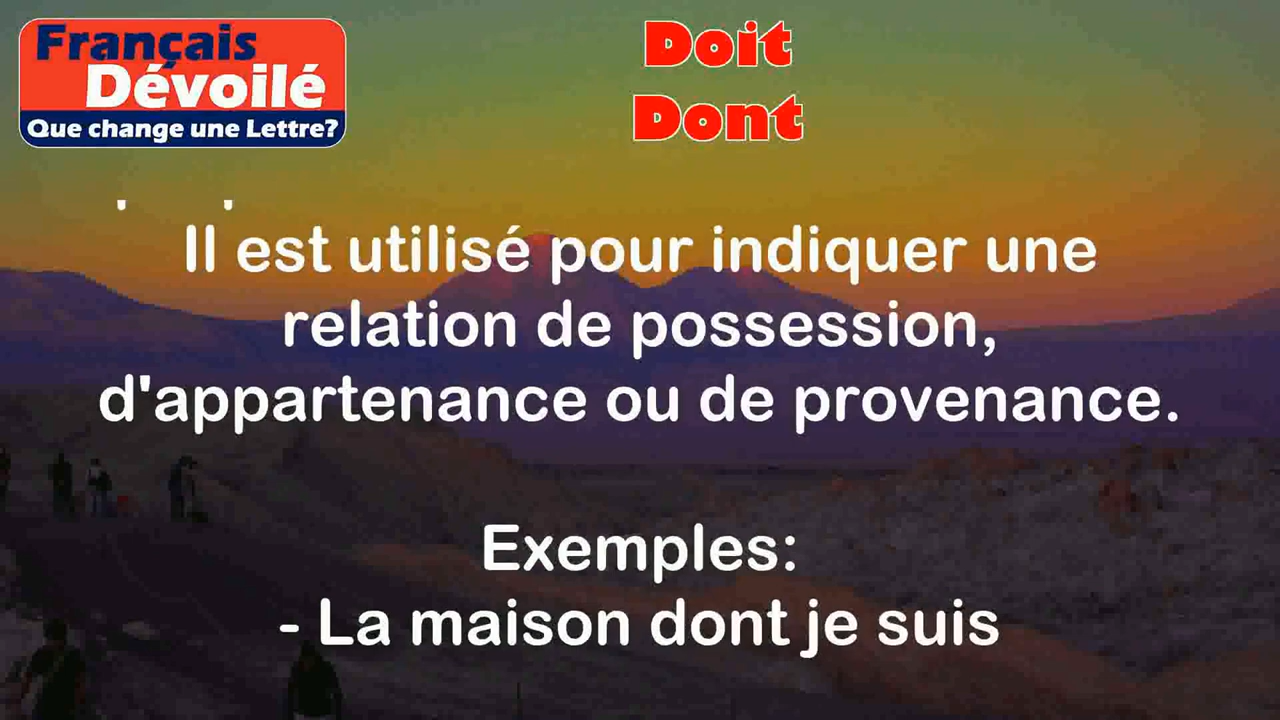 Français
Dévoilé
Que change une Lettre?
Doit
Dont
Il est utilisé pour indiquer une
relation de possession,
d'appartenance ou de provenance.
Exemples:
- La maison dont je suis